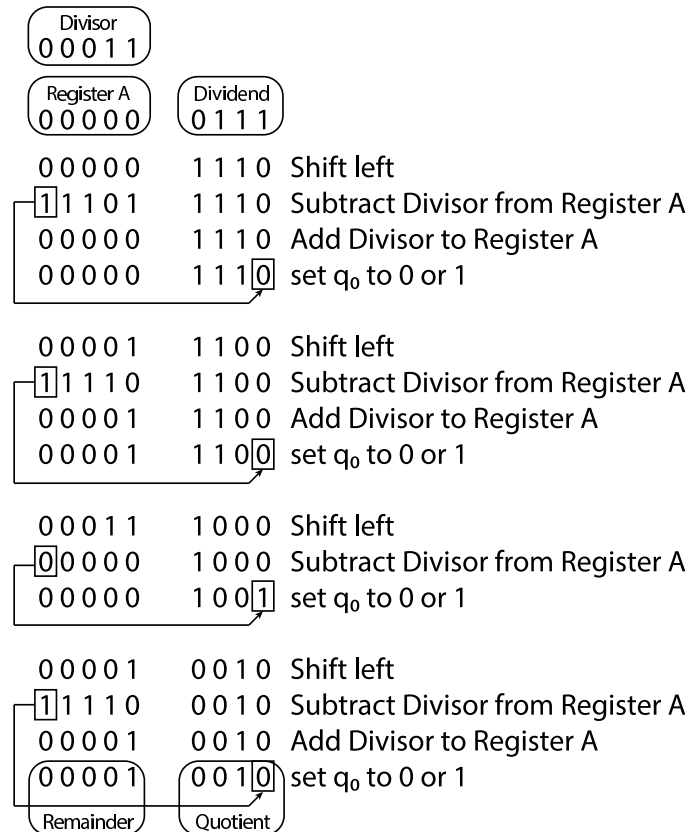 Divisor
0 0 0 1 1
Register A Dividend
0 0 0 0 0 0 1 1 1
0 0 0 0 0 1 1 1 0 Shift left
1 1 1 0 1 1 1 1 0 Subtract Divisor from Register A
0 0 0 0 0 1 1 1 0 Add Divisor to Register A
0 0 0 0 0 1 1 1 0 set q₀ to 0 or 1
0 0 0 0 1 1 1 0 0 Shift left
1 1 1 1 0 1 1 0 0 Subtract Divisor from Register A
0 0 0 0 1 1 1 0 0 Add Divisor to Register A
0 0 0 0 1 1 1 0 0 set q₀ to 0 or 1
0 0 0 1 1 1 0 0 0 Shift left
0 0 0 0 0 1 0 0 0 Subtract Divisor from Register A
0 0 0 0 0 1 0 0 1 set q₀ to 0 or 1
0 0 0 0 1 0 0 1 0 Shift left
1 1 1 1 0 0 0 1 0 Subtract Divisor from Register A
0 0 0 0 1 0 0 1 0 Add Divisor to Register A
0 0 0 0 1 0 0 1 0 set q₀ to 0 or 1
Remainder Quotient